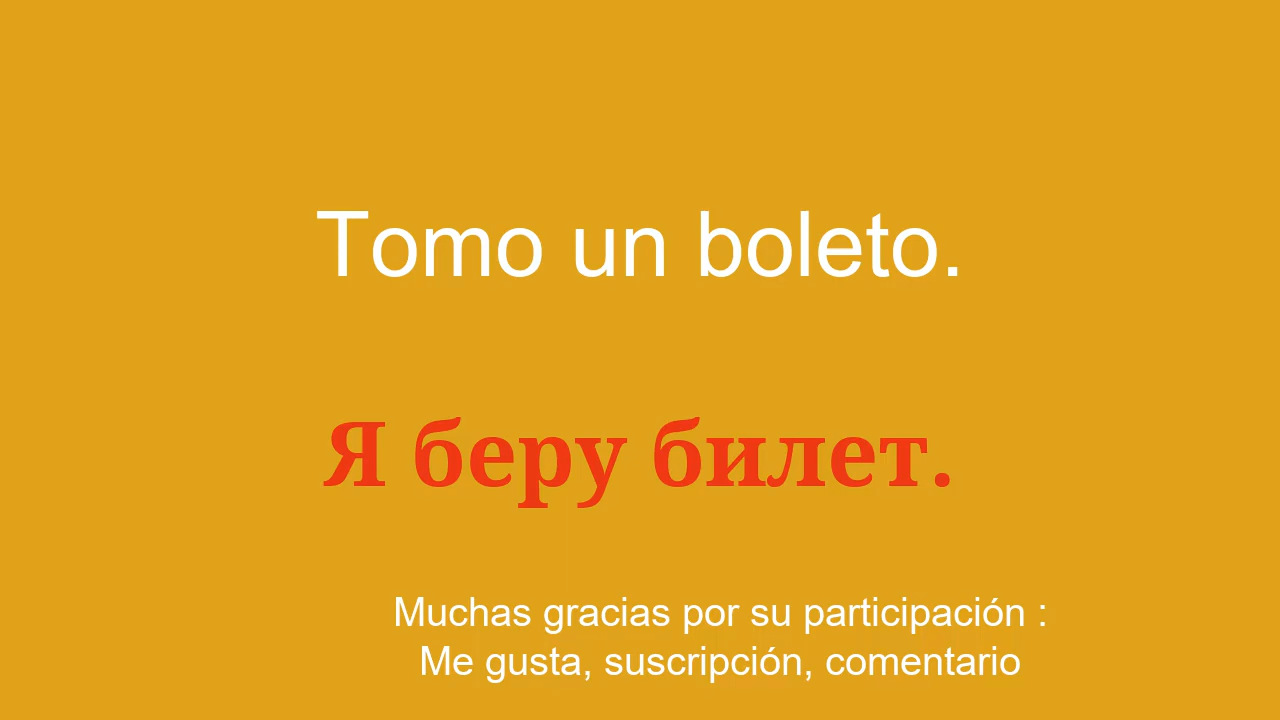 Tomo un boleto.
Я беру билет.
Muchas gracias por su participación :
Me gusta, suscripción, comentario